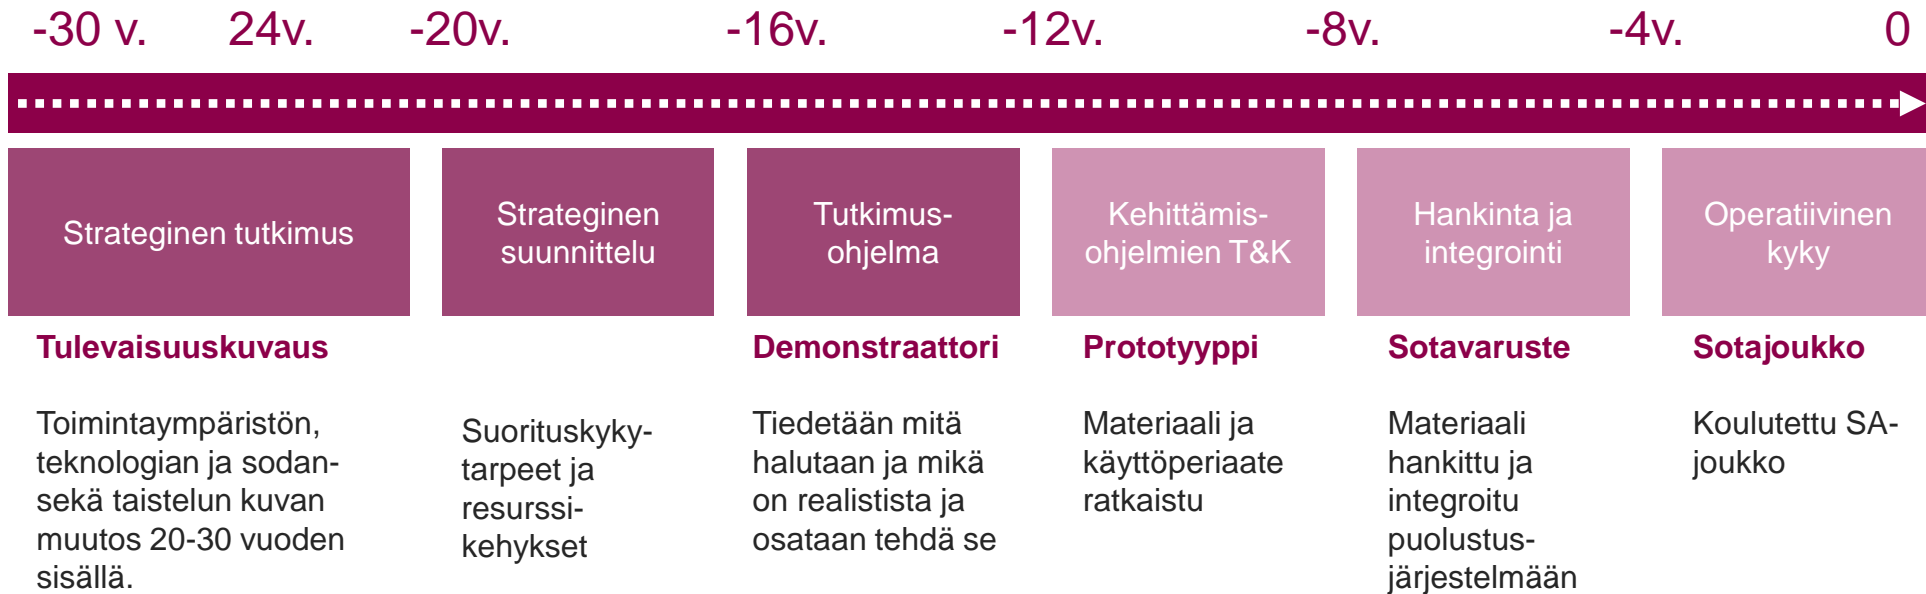 -30 v. 24v. -20v. -16v. -12v. -8v. -4v. 0
Strateginen tutkimus
Strateginen
suunnittelu
Tutkimus-
ohjelma
Kehittämis-
ohjelmien T&K
Hankinta ja
integrointi
Operatiivinen
kyky
Tulevaisuuskuvaus
Toimintaympäristön,
teknologian ja sodan-
sekä taistelun kuvan
muutos 20-30 vuoden
sisällä.
Suorituskyky-
tarpeet ja
resurssi-
kehykset
Demonstraattori
Tiedetään mitä
halutaan ja mikä
on realistista ja
osataan tehdä se
Prototyyppi
Materiaali ja
käyttöperiaate
ratkaistu
Sotavaruste
Materiaali
hankittu ja
integroitu
puolustus-
järjestelmään
Sotajoukko
Koulutettu SA-
joukko